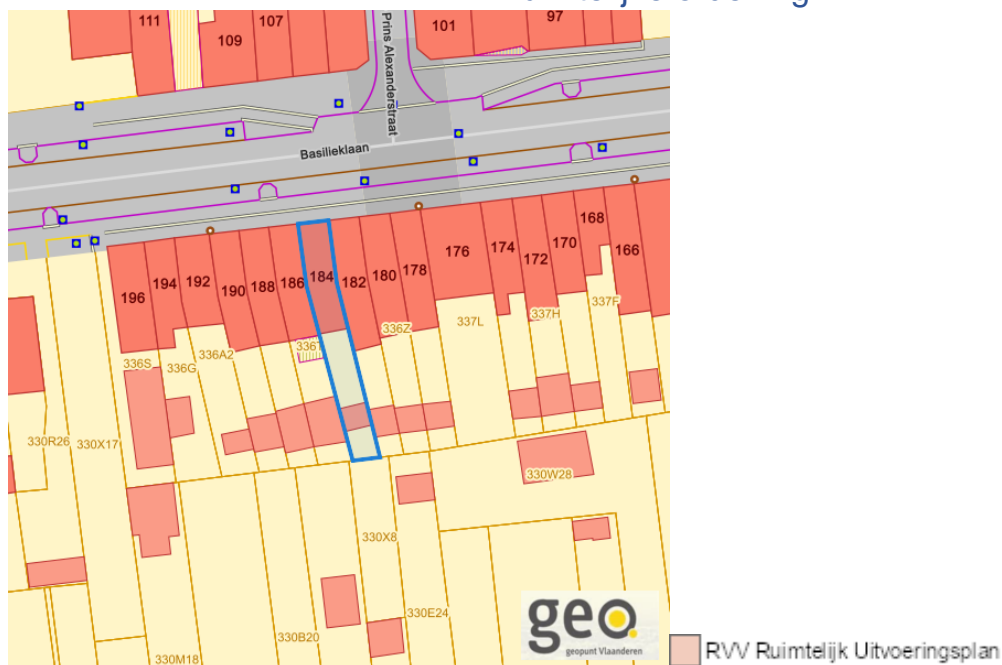 111
107
109
101
97
Prins Alexanderstraat
Basilieklaan
196
194
192
190
188
186
184
182
180
178
176
174
172
170
168
166
336S
336G
336A2
336Z
337L
337H
337F
330R26
330X17
330W28
330X8
330E24
330B20
330M18
geo.
geopunt Vlaanderen
RVV Ruimtelijk Uitvoeringsplan